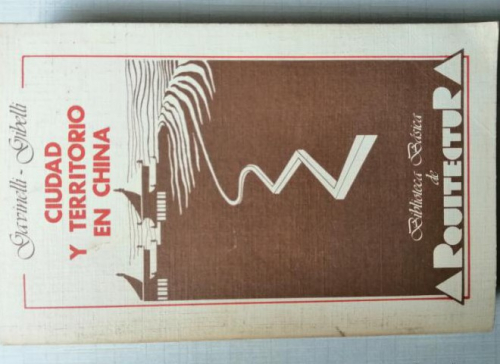 Gavinelli - Gibelli
CIUDAD
Y TERRITORIO
EN CHINA
Biblioteca Básica
de
ARQUITECTURA